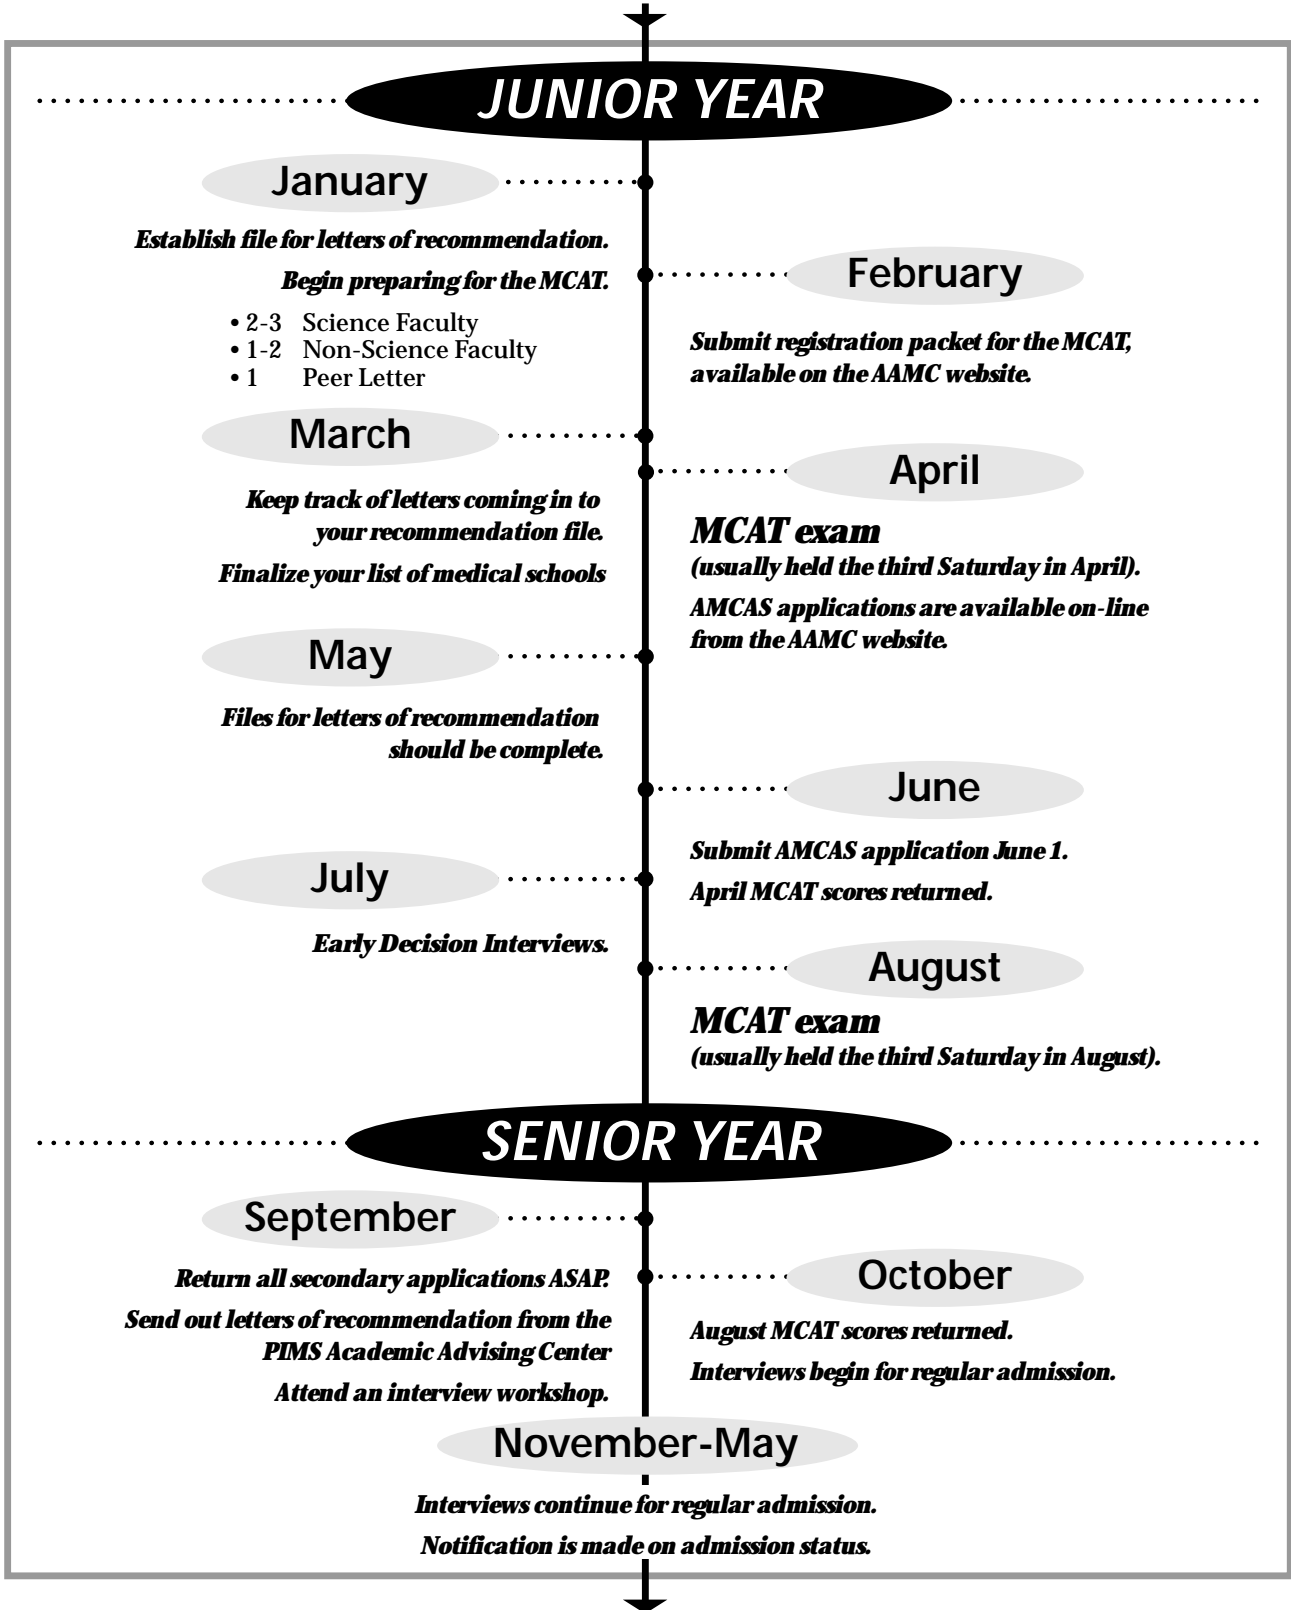 JUNIOR YEAR
January
Establish file for letters of recommendation.
Begin preparing for the MCAT.
• 2-3 Science Faculty
• 1-2 Non-Science Faculty
• 1 Peer Letter
February
Submit registration packet for the MCAT,
available on the AAMC website.
March
Keep track of letters coming in to
your recommendation file.
Finalize your list of medical schools
April
MCAT exam
(usually held the third Saturday in April).
AMCAS applications are available on-line
from the AAMC website.
May
Files for letters of recommendation
should be complete.
June
Submit AMCAS application June 1.
April MCAT scores returned.
July
Early Decision Interviews.
August
MCAT exam
(usually held the third Saturday in August).
SENIOR YEAR
September
Return all secondary applications ASAP.
Send out letters of recommendation from the
PIMS Academic Advising Center
Attend an interview workshop.
October
August MCAT scores returned.
Interviews begin for regular admission.
November-May
Interviews continue for regular admission.
Notification is made on admission status.